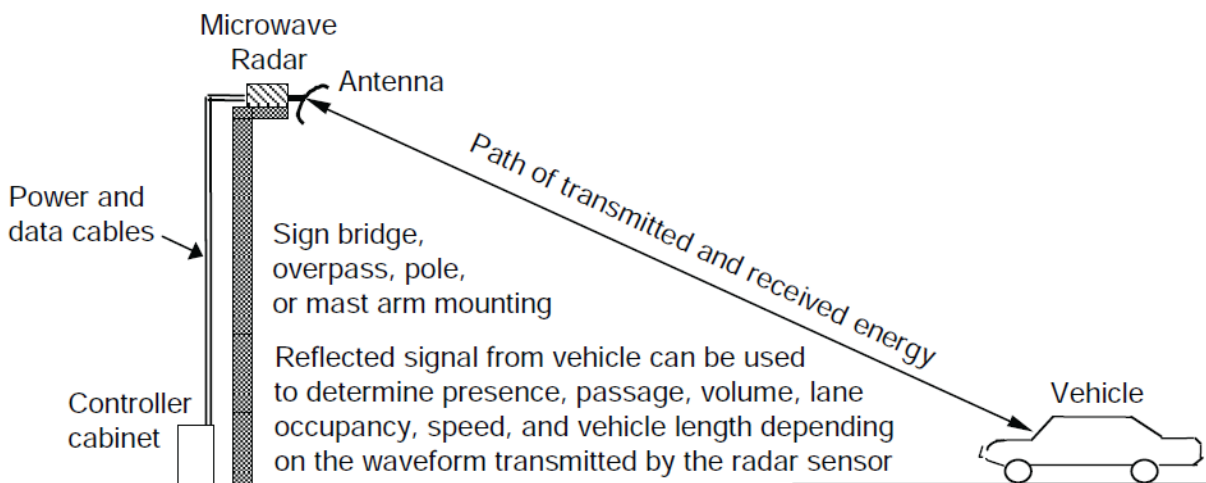 Microwave
Radar
Antenna
Path of transmitted and received energy
Power and
data cables
Sign bridge,
overpass, pole,
or mast arm mounting
Reflected signal from vehicle can be used
to determine presence, passage, volume, lane
occupancy, speed, and vehicle length depending
on the waveform transmitted by the radar sensor
Controller
cabinet
Vehicle